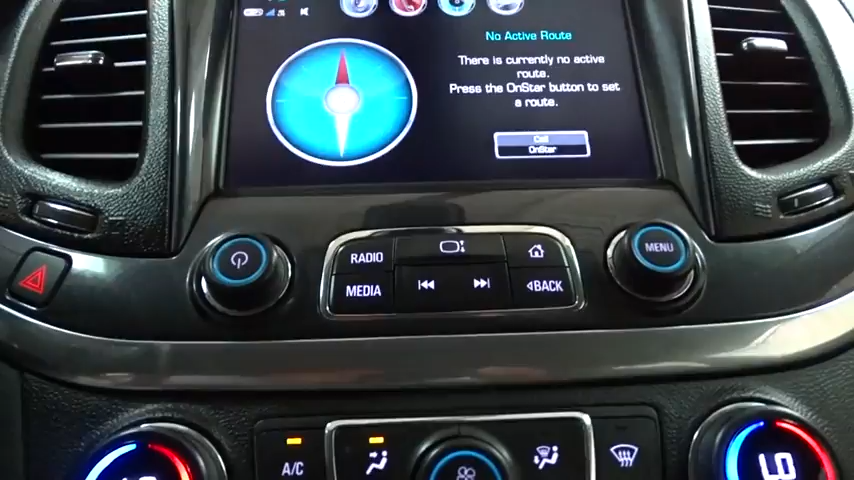 No Active Route
There is currently no active
route.
Press the OnStar button to set
a route.
Call
OnStar
RADIO
MEDIA
BACK
MENU
A/C
LO